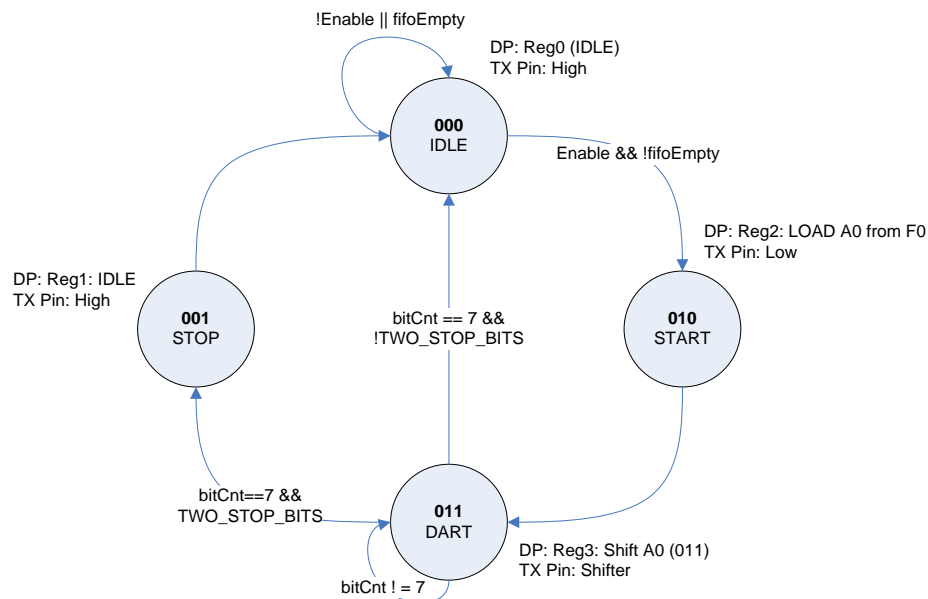 !Enable || fifoEmpty
DP: Reg0 (IDLE)
TX Pin: High
000
IDLE
Enable && !fifoEmpty
DP: Reg2: LOAD A0 from F0
TX Pin: Low
DP: Reg1: IDLE
TX Pin: High
001
STOP
bitCnt == 7 &&
!TWO_STOP_BITS
010
START
bitCnt==7 &&
TWO_STOP_BITS
011
DART
DP: Reg3: Shift A0 (011)
TX Pin: Shifter
bitCnt ! = 7